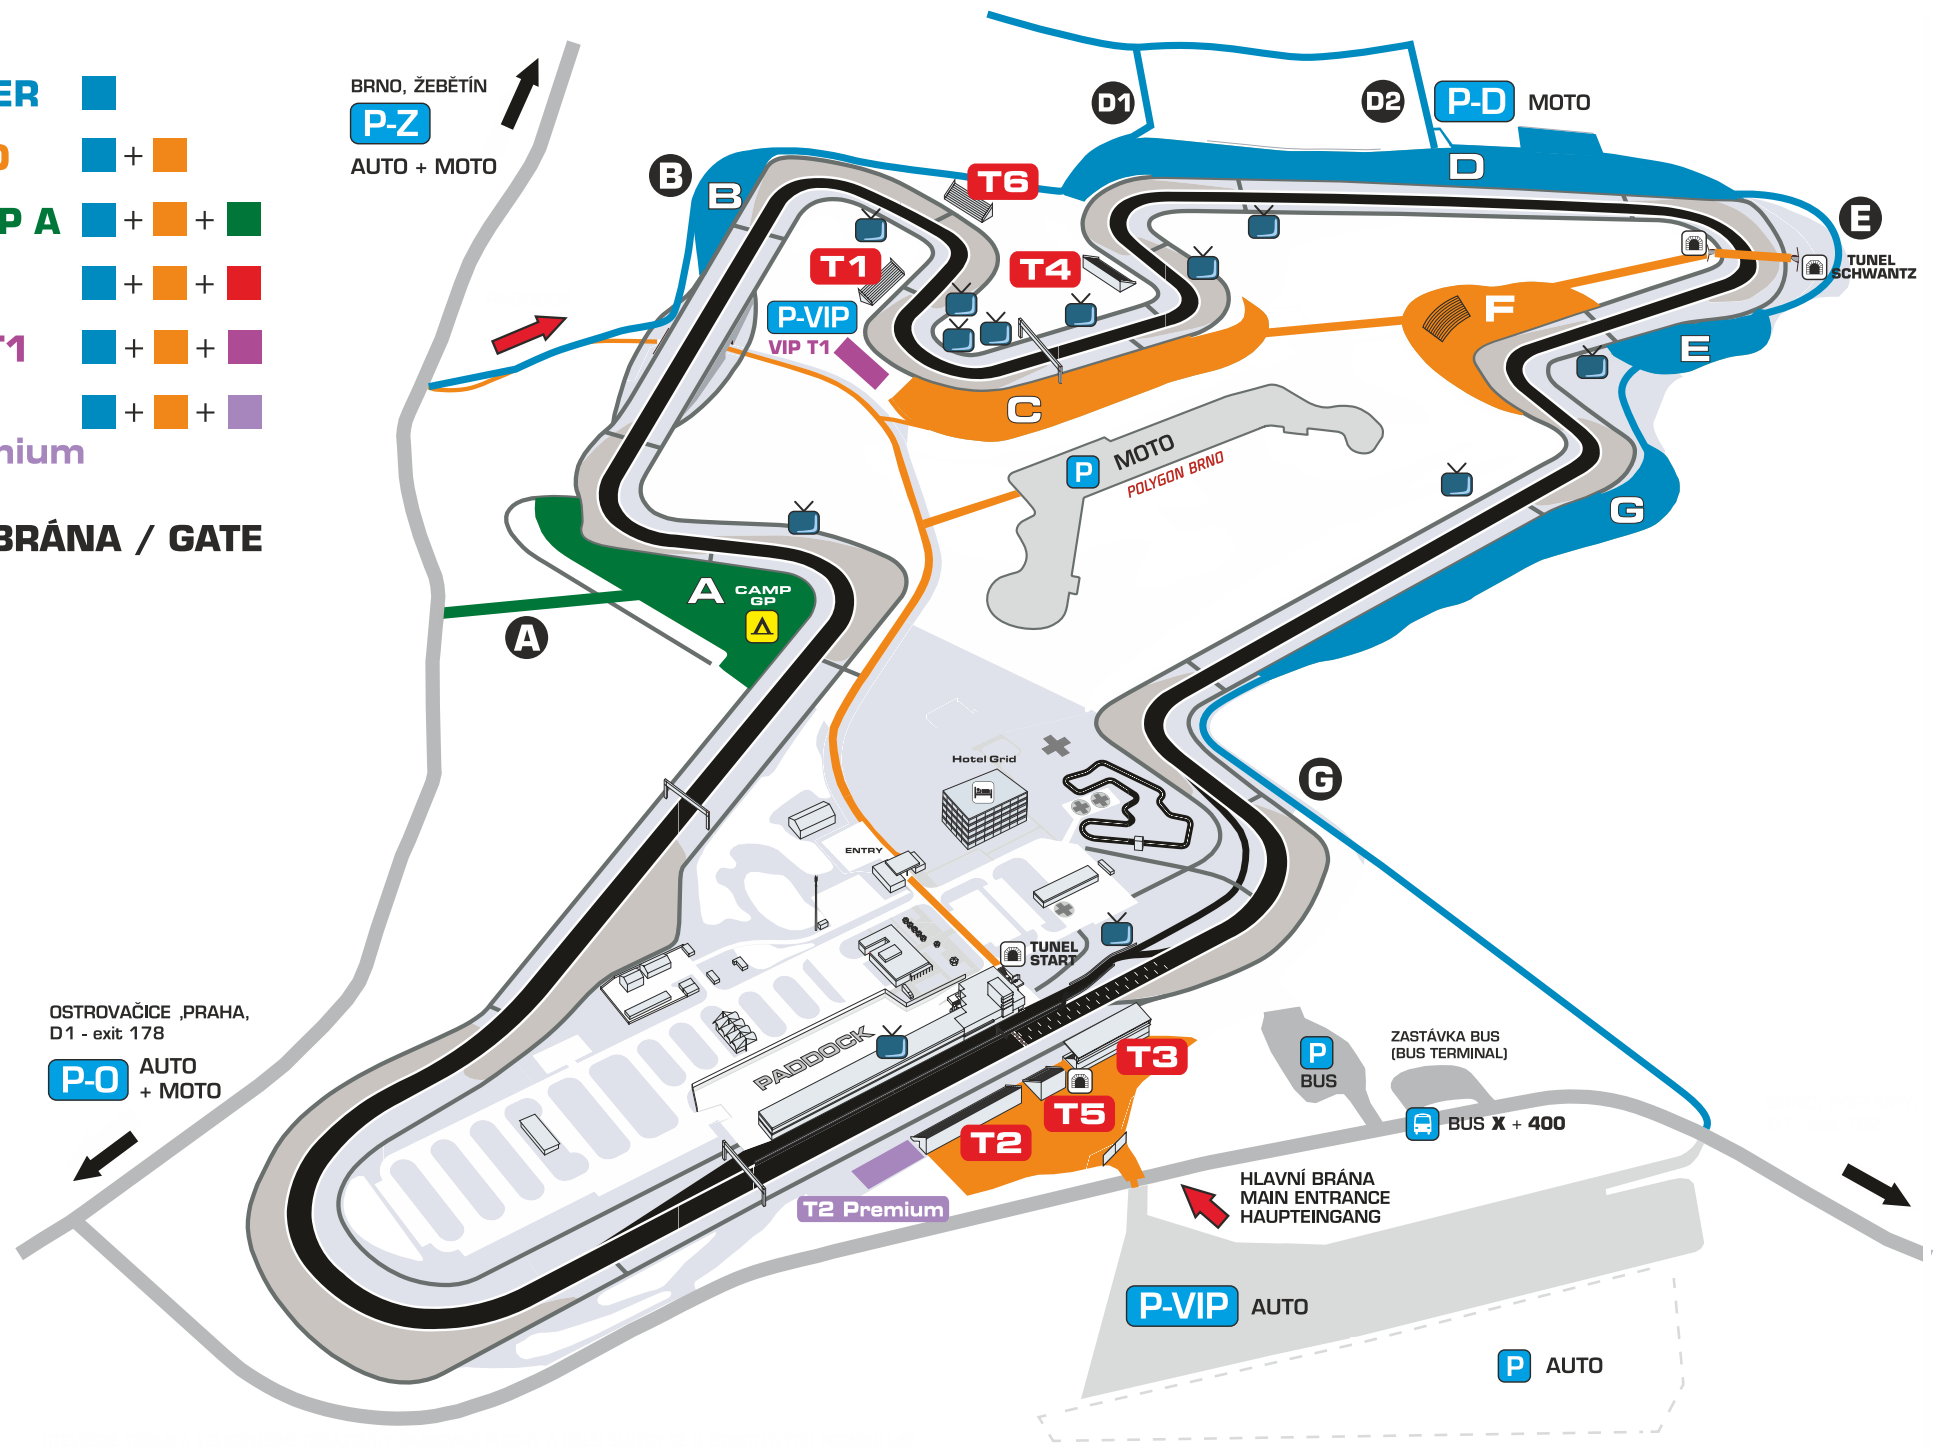 ER
+
P A
+ +
+ +
T1
+ +
+ +
mium
BRÁNA / GATE
BRNO, ŽEBĚTÍN
P-Z
AUTO + MOTO
B
B
D1
D2
P-D MOTO
D
T6
T1
T4
E
TUNEL
SCHWANTZ
P-VIP
VIP T1
F
E
C
P MOTO
POLYGON BRNO
G
A
CAMP
GP
A
Hotel Grid
G
ENTRY
TUNEL
START
PADDOCK
OSTROVAČICE ,PRAHA,
D1 - exit 178
P-O
AUTO
+ MOTO
T3
T5
T2
T2 Premium
P
BUS
ZASTÁVKA BUS
(BUS TERMINAL)
BUS X + 400
HLAVNÍ BRÁNA
MAIN ENTRANCE
HAUPTEINGANG
P-VIP AUTO
P AUTO